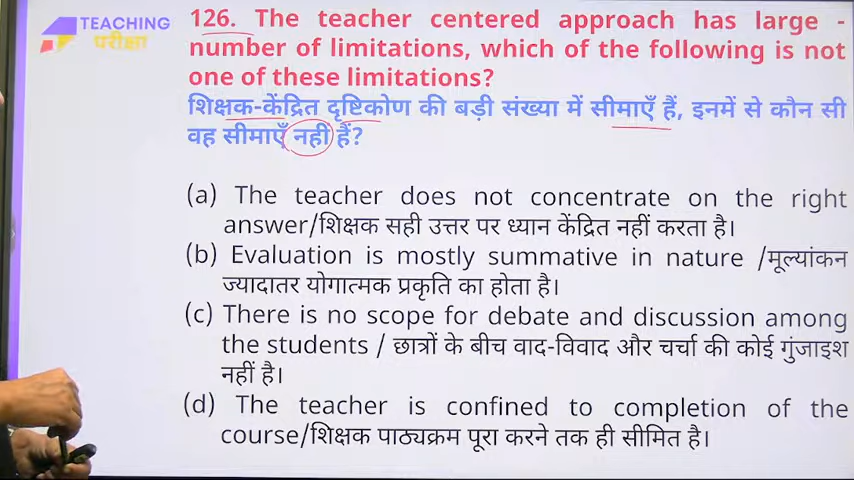 TEACHING
परीक्षा
126. The teacher centered approach has large -
number of limitations, which of the following is not
one of these limitations?
शिक्षक-केंद्रित दृष्टिकोण की बड़ी संख्या में सीमाएँ हैं, इनमें से कौन सी
वह सीमाएँ नही हैं?
(a) The teacher does not concentrate on the right
answer/शिक्षक सही उत्तर पर ध्यान केंद्रित नहीं करता है।
(b) Evaluation is mostly summative in nature /मूल्यांकन
ज्यादातर योगात्मक प्रकृति का होता है।
(c) There is no scope for debate and discussion among
the students / छात्रों के बीच वाद-विवाद और चर्चा की कोई गुंजाइश
नहीं है।
(d) The teacher is confined to completion of the
course/शिक्षक पाठ्यक्रम पूरा करने तक ही सीमित है।